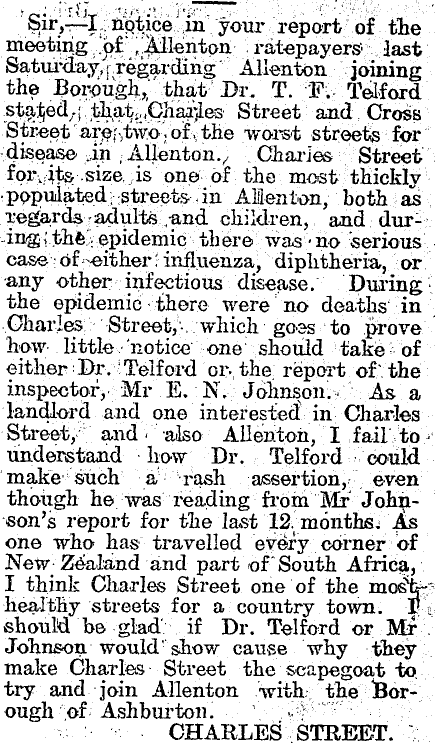 Sir,—I notice in your report of the
meeting of Allenton ratepayers last
Saturday, regarding Allenton joining
the Borough, that Dr. T. F. Telford
stated, that Charles Street and Cross
Street are two of the worst streets for
disease in Allenton. Charles Street
for its size is one of the most thickly
populated streets in Allenton, both as
regards adults and children, and dur-
ing the epidemic there was no serious
case of either influenza, diphtheria, or
any other infectious disease. During
the epidemic there were no deaths in
Charles Street, which goes to prove
how little notice one should take of
either Dr. Telford or the report of the
inspector, Mr E. N. Johnson. As a
landlord and one interested in Charles
Street, and also Allenton, I fail to
understand how Dr. Telford could
make such a rash assertion, even
though he was reading from Mr John-
son's report for the last 12 months. As
one who has travelled every corner of
New Zealand and part of South Africa,
I think Charles Street one of the most
healthy streets for a country town. I
should be glad if Dr. Telford or Mr
Johnson would show cause why they
make Charles Street the scapegoat to
try and join Allenton with the Bor-
ough of Ashburton.
CHARLES STREET.